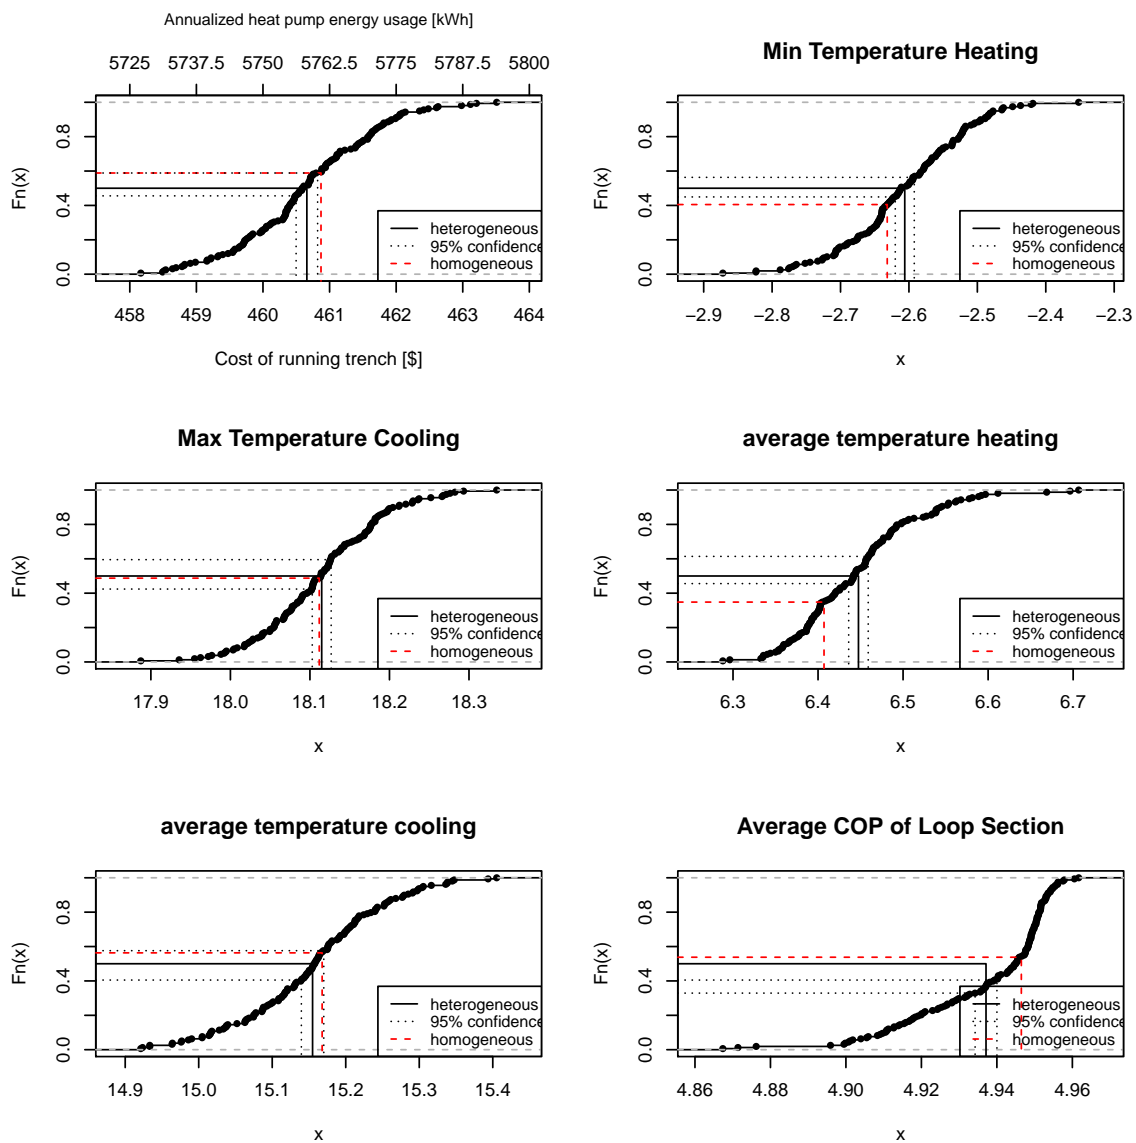 Annualized heat pump energy usage [kWh]
5725 5737.5 5750 5762.5 5775 5787.5 5800
Fn(x)
0.0 0.4 0.8
heterogeneous
95% confidence
homogeneous
458 459 460 461 462 463 464
Cost of running trench [$]
Min Temperature Heating
Fn(x)
0.0 0.4 0.8
heterogeneous
95% confidence
homogeneous
−2.9 −2.8 −2.7 −2.6 −2.5 −2.4 −2.3
x
Max Temperature Cooling
Fn(x)
0.0 0.4 0.8
heterogeneous
95% confidence
homogeneous
17.9 18.0 18.1 18.2 18.3
x
average temperature heating
Fn(x)
0.0 0.4 0.8
heterogeneous
95% confidence
homogeneous
6.3 6.4 6.5 6.6 6.7
x
average temperature cooling
Fn(x)
0.0 0.4 0.8
heterogeneous
95% confidence
homogeneous
14.9 15.0 15.1 15.2 15.3 15.4
x
Average COP of Loop Section
Fn(x)
0.0 0.4 0.8
heterogeneous
95% confidence
homogeneous
4.86 4.88 4.90 4.92 4.94 4.96
x